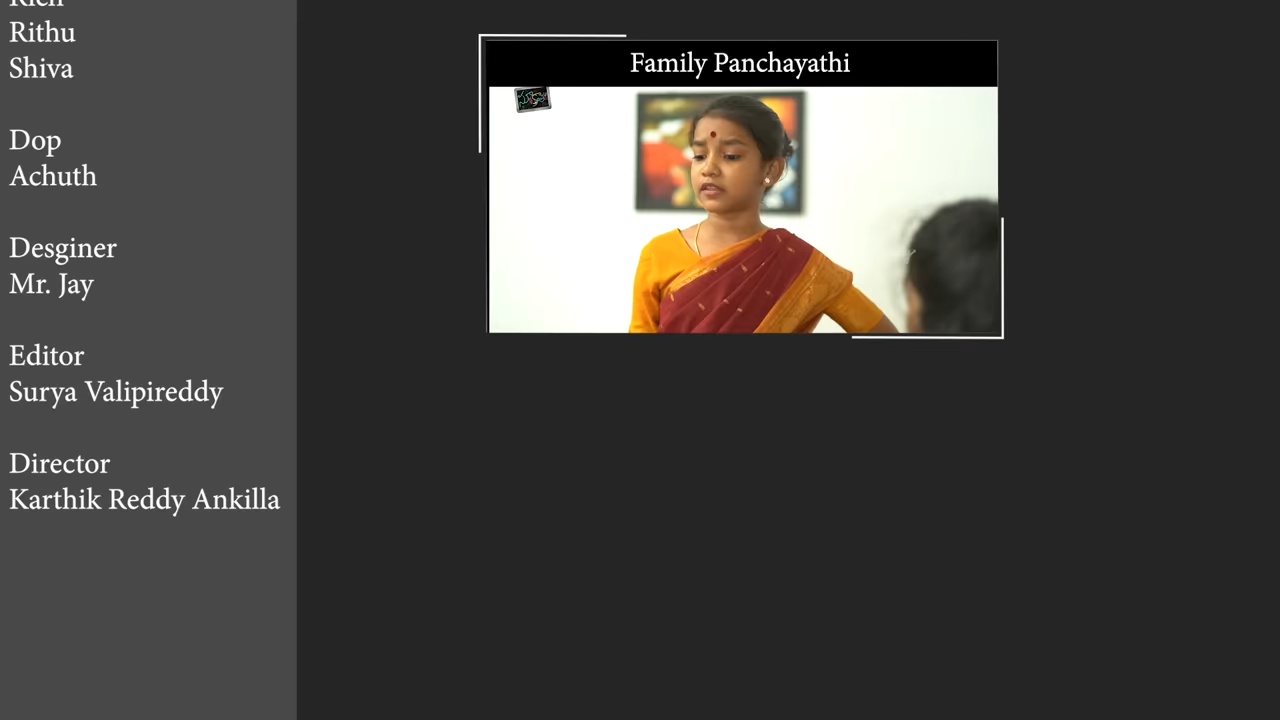 Rithu
Shiva
Dop
Achuth
Desginer
Mr. Jay
Editor
Surya Valipireddy
Director
Karthik Reddy Ankilla
Family Panchayathi